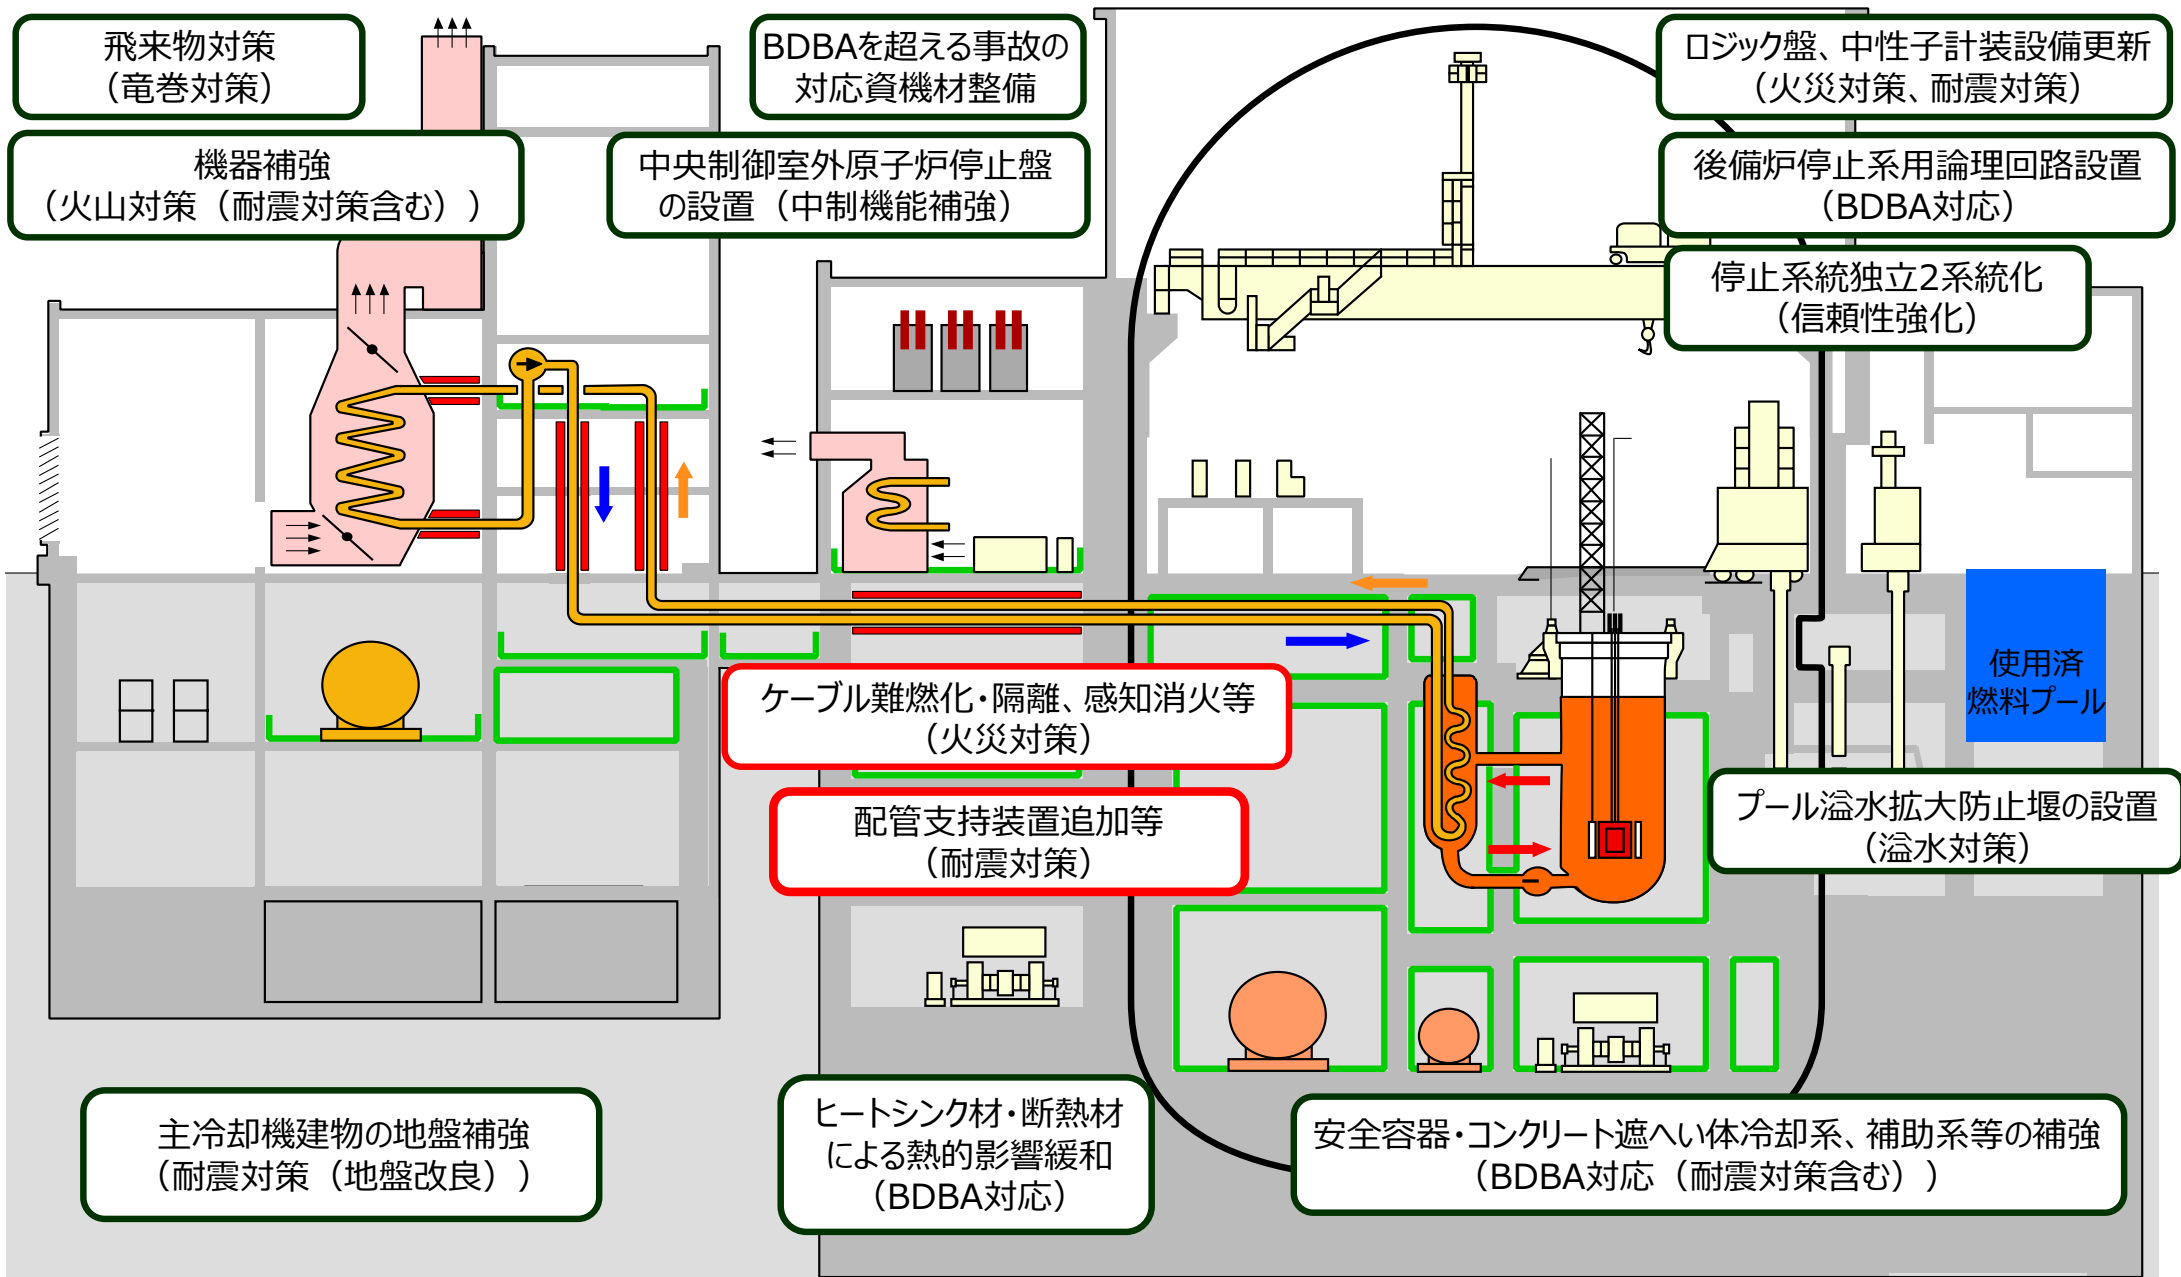 飛来物対策
（竜巻対策）
BDBAを超える事故の
対応資機材整備
ロジック盤、中性子計装設備更新
（火災対策、耐震対策）
機器補強
（火山対策（耐震対策含む））
中央制御室外原子炉停止盤
の設置（中制機能補強）
後備炉停止系用論理回路設置
（BDBA対応）
停止系統独立2系統化
（信頼性強化）
使用済
燃料プール
ケーブル難燃化・隔離、感知消火等
（火災対策）
配管支持装置追加等
（耐震対策）
プール溢水拡大防止堰の設置
（溢水対策）
主冷却機建物の地盤補強
（耐震対策（地盤改良））
ヒートシンク材・断熱材
による熱的影響緩和
（BDBA対応）
安全容器・コンクリート遮へい体冷却系、補助系等の補強
（BDBA対応（耐震対策含む））